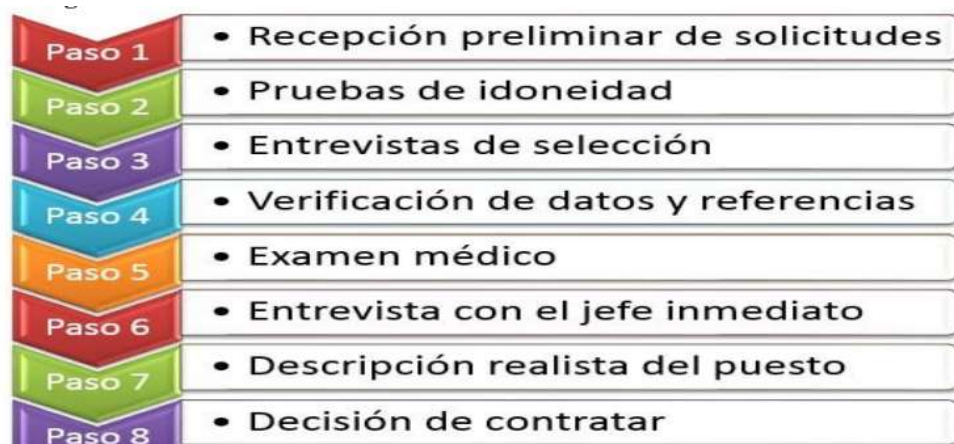 Paso 1 • Recepción preliminar de solicitudes
Paso 2 • Pruebas de idoneidad
Paso 3 • Entrevistas de selección
Paso 4 • Verificación de datos y referencias
Paso 5 • Examen médico
Paso 6 • Entrevista con el jefe inmediato
Paso 7 • Descripción realista del puesto
Paso 8 • Decisión de contratar